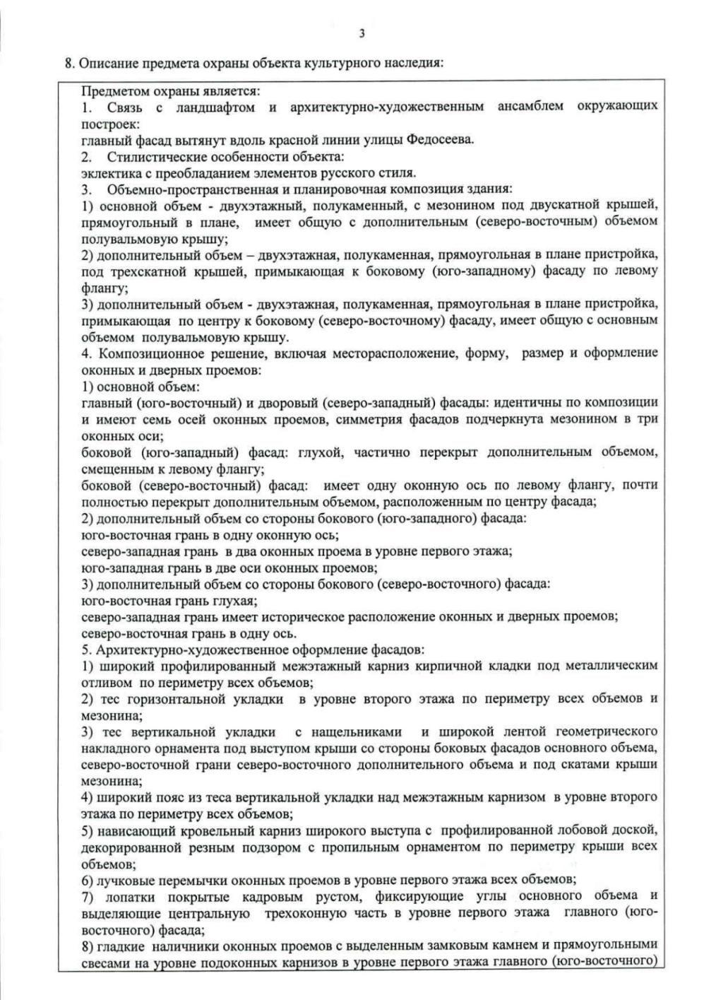 3
8. Описание предмета охраны объекта культурного наследия:
Предметом охраны является:
1. Связь с ландшафтом и архитектурно-художественным ансамблем окружающих
построек:
главный фасад вытянут вдоль красной линии улицы Федосеева.
2. Стилистические особенности объекта:
эклектика с преобладанием элементов русского стиля.
3. Объемно-пространственная и планировочная композиция здания:
1) основной объем - двухэтажный, полукаменный, с мезонином под двускатной крышей,
прямоугольный в плане, имеет общую с дополнительным (северо-восточным) объемом
полувальмовую крышу;
2) дополнительный объем – двухэтажная, полукаменная, прямоугольная в плане пристройка,
под трехскатной крышей, примыкающая к боковому (юго-западному) фасаду по левому
флангу;
3) дополнительный объем - двухэтажная, полукаменная, прямоугольная в плане пристройка,
примыкающая по центру к боковому (северо-восточному) фасаду, имеет общую с основным
объемом полувальмовую крышу.
4. Композиционное решение, включая месторасположение, форму, размер и оформление
оконных и дверных проемов:
1) основной объем:
главный (юго-восточный) и дворовый (северо-западный) фасады: идентичны по композиции
и имеют семь осей оконных проемов, симметрия фасадов подчеркнута мезонином в три
оконных оси;
боковой (юго-западный) фасад: глухой, частично перекрыт дополнительным объемом,
смещенным к левому флангу;
боковой (северо-восточный) фасад: имеет одну оконную ось по левому флангу, почти
полностью перекрыт дополнительным объемом, расположенным по центру фасада;
2) дополнительный объем со стороны бокового (юго-западного) фасада:
юго-восточная грань в одну оконную ось;
северо-западная грань в два оконных проема в уровне первого этажа;
юго-западная грань в две оси оконных проемов;
3) дополнительный объем со стороны бокового (северо-восточного) фасада:
юго-восточная грань глухая;
северо-западная грань имеет историческое расположение оконных и дверных проемов;
северо-восточная грань в одну ось.
5. Архитектурно-художественное оформление фасадов:
1) широкий профилированный межэтажный карниз кирпичной кладки под металлическим
отливом по периметру всех объемов;
2) тес горизонтальной укладки в уровне второго этажа по периметру всех объемов и
мезонина;
3) тес вертикальной укладки с нащельниками и широкой лентой геометрического
накладного орнамента под выступом крыши со стороны боковых фасадов основного объема,
северо-восточной грани северо-восточного дополнительного объема и под скатами крыши
мезонина;
4) широкий пояс из теса вертикальной укладки над межэтажным карнизом в уровне второго
этажа по периметру всех объемов;
5) нависающий кровельный карниз широкого выступа с профилированной лобовой доской,
декорированной резным подзором с пропильным орнаментом по периметру крыши всех
объемов;
6) лучковые перемычки оконных проемов в уровне первого этажа всех объемов;
7) лопатки покрытые кадровым рустом, фиксирующие углы основного объема и
выделяющие центральную трехоконную часть в уровне первого этажа главного (юго-
восточного) фасада;
8) гладкие наличники оконных проемов с выделенным замковым камнем и прямоугольными
свесами на уровне подоконных карнизов в уровне первого этажа главного (юго-восточного)